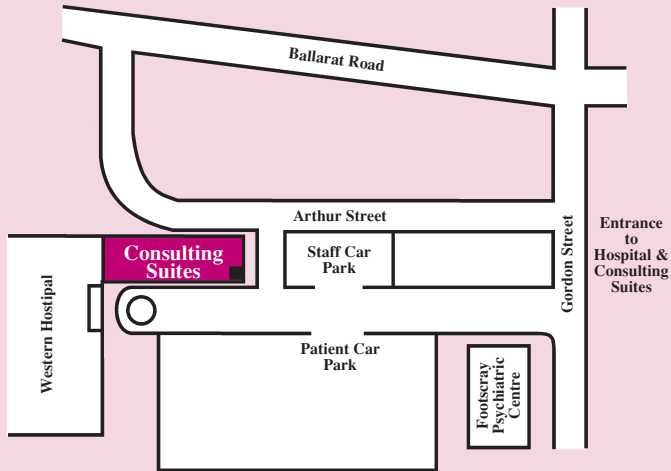 Ballarat Road
Arthur Street
Gordon Street
Entrance
to
Hospital &
Consulting
Suites
Consulting
Suites
Staff Car
Park
Western Hostipal
Patient Car
Park
Footscray
Psychiatric
Centre